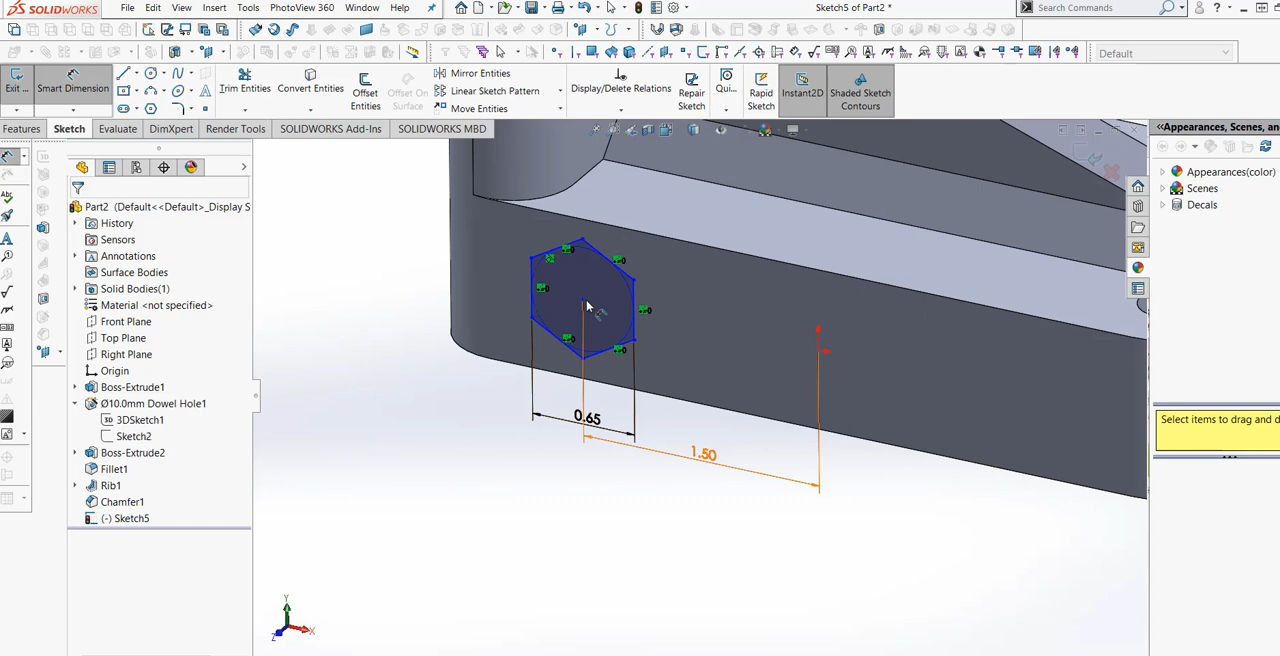 SOLIDWORKS
File Edit View Insert Tools PhotoView 360 Window Help
Sketch5 of Part2 *
Search Commands
Default
Exit ...
Smart Dimension
Trim Entities
Convert Entities
Offset Entities
Offset On Surface
Mirror Entities
Linear Sketch Pattern
Move Entities
Display/Delete Relations
Repair Sketch
Qui...
Rapid Sketch
Instant2D
Shaded Sketch Contours
Features
Sketch
Evaluate
DimXpert
Render Tools
SOLIDWORKS Add-Ins
SOLIDWORKS MBD
Part2 (Default<<Default>_Display S
History
Sensors
Annotations
Surface Bodies
Solid Bodies(1)
Material <not specified>
Front Plane
Top Plane
Right Plane
Origin
Boss-Extrude1
Ø10.0mm Dowel Hole1
3DSketch1
Sketch2
Boss-Extrude2
Fillet1
Rib1
Chamfer1
(-) Sketch5
0.65
1.50
Y
X
Z
Appearances, Scenes, an
Appearances(color)
Scenes
Decals
Select items to drag and d